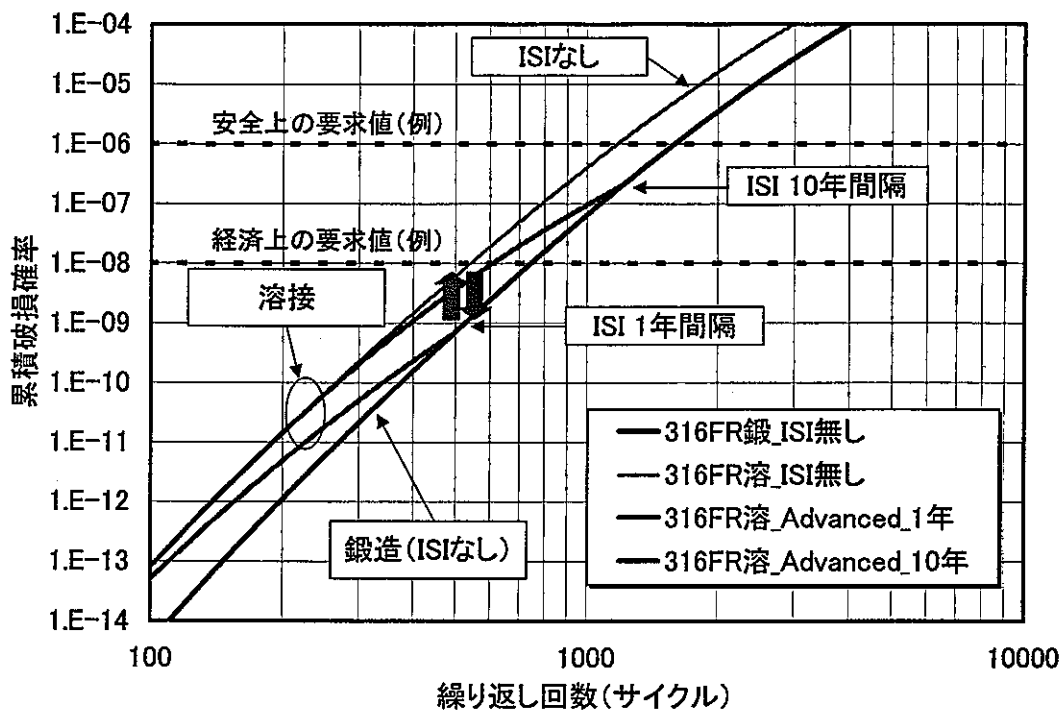 1.E-04
1.E-05
1.E-06
1.E-07
1.E-08
1.E-09
1.E-10
1.E-11
1.E-12
1.E-13
1.E-14
累積破損確率
ISIなし
安全上の要求値(例)
ISI 10年間隔
経済上の要求値(例)
溶接
ISI 1年間隔
鍛造(ISIなし)
316FR鍛_ISI無し
316FR溶_ISI無し
316FR溶_Advanced_1年
316FR溶_Advanced_10年
100
1000
10000
繰り返し回数(サイクル)